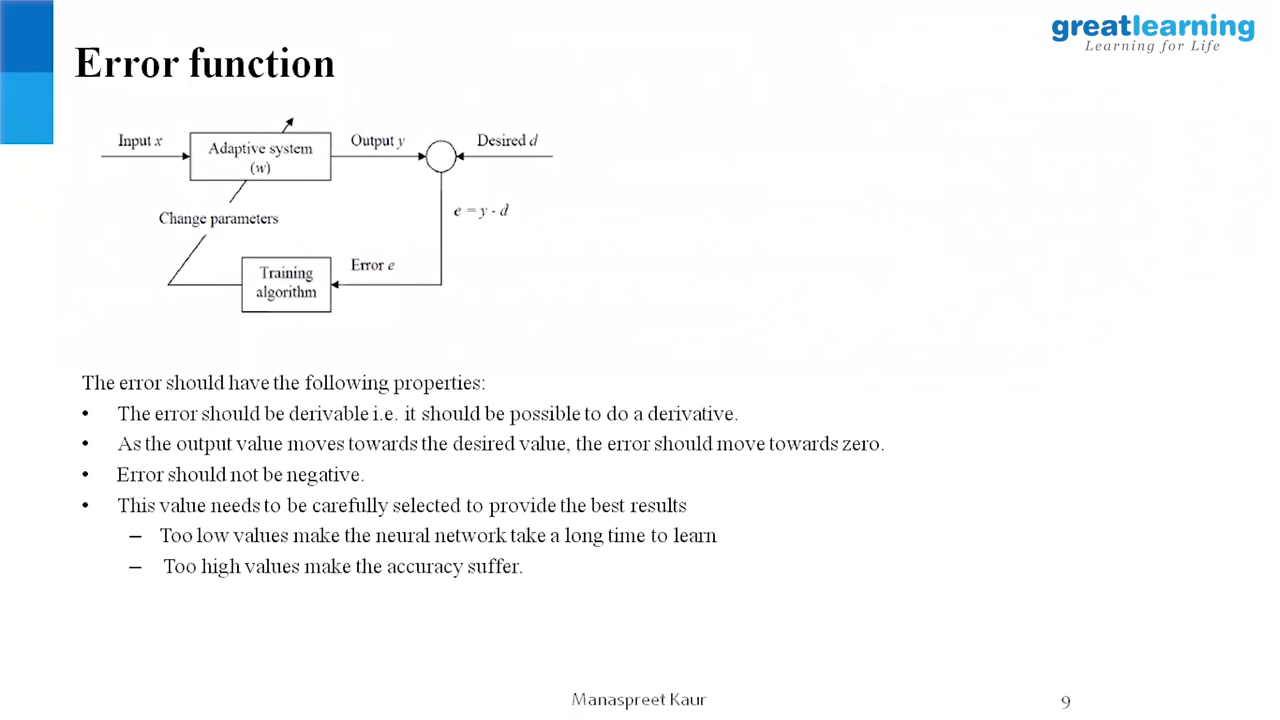 greatlearning
Learning for Life
Error function
Input x
Adaptive system
(w)
Output y
Desired d
Change parameters
e = y - d
Training
algorithm
Error e
The error should have the following properties:
• The error should be derivable i.e. it should be possible to do a derivative.
• As the output value moves towards the desired value, the error should move towards zero.
• Error should not be negative.
• This value needs to be carefully selected to provide the best results
– Too low values make the neural network take a long time to learn
– Too high values make the accuracy suffer.
Manaspreet Kaur
9